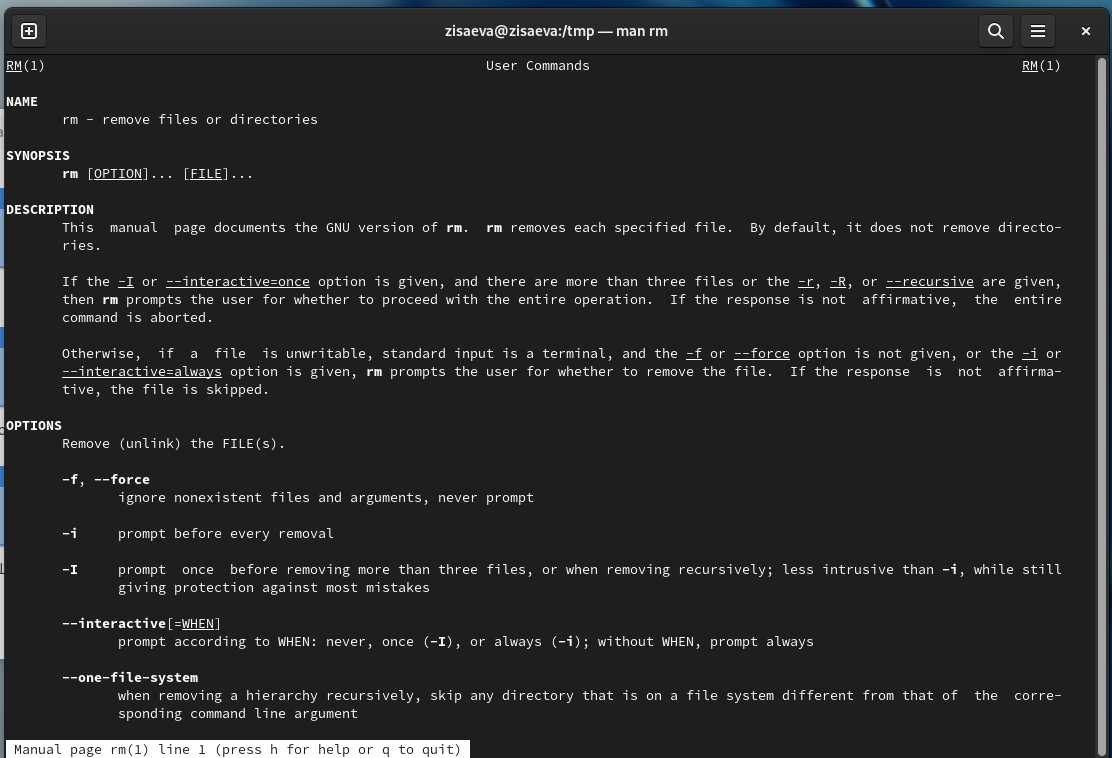 zisaeva@zisaeva:/tmp — man rm
RM(1) User Commands RM(1)
NAME
rm - remove files or directories
SYNOPSIS
rm [OPTION]... [FILE]...
DESCRIPTION
This manual page documents the GNU version of rm. rm removes each specified file. By default, it does not remove directo-
ries.
If the -I or --interactive=once option is given, and there are more than three files or the -r, -R, or --recursive are given,
then rm prompts the user for whether to proceed with the entire operation. If the response is not affirmative, the entire
command is aborted.
Otherwise, if a file is unwritable, standard input is a terminal, and the -f or --force option is not given, or the -i or
--interactive=always option is given, rm prompts the user for whether to remove the file. If the response is not affirma-
tive, the file is skipped.
OPTIONS
Remove (unlink) the FILE(s).
-f, --force
ignore nonexistent files and arguments, never prompt
-i prompt before every removal
-I prompt once before removing more than three files, or when removing recursively; less intrusive than -i, while still
giving protection against most mistakes
--interactive[=WHEN]
prompt according to WHEN: never, once (-I), or always (-i); without WHEN, prompt always
--one-file-system
when removing a hierarchy recursively, skip any directory that is on a file system different from that of the corre-
sponding command line argument
Manual page rm(1) line 1 (press h for help or q to quit)